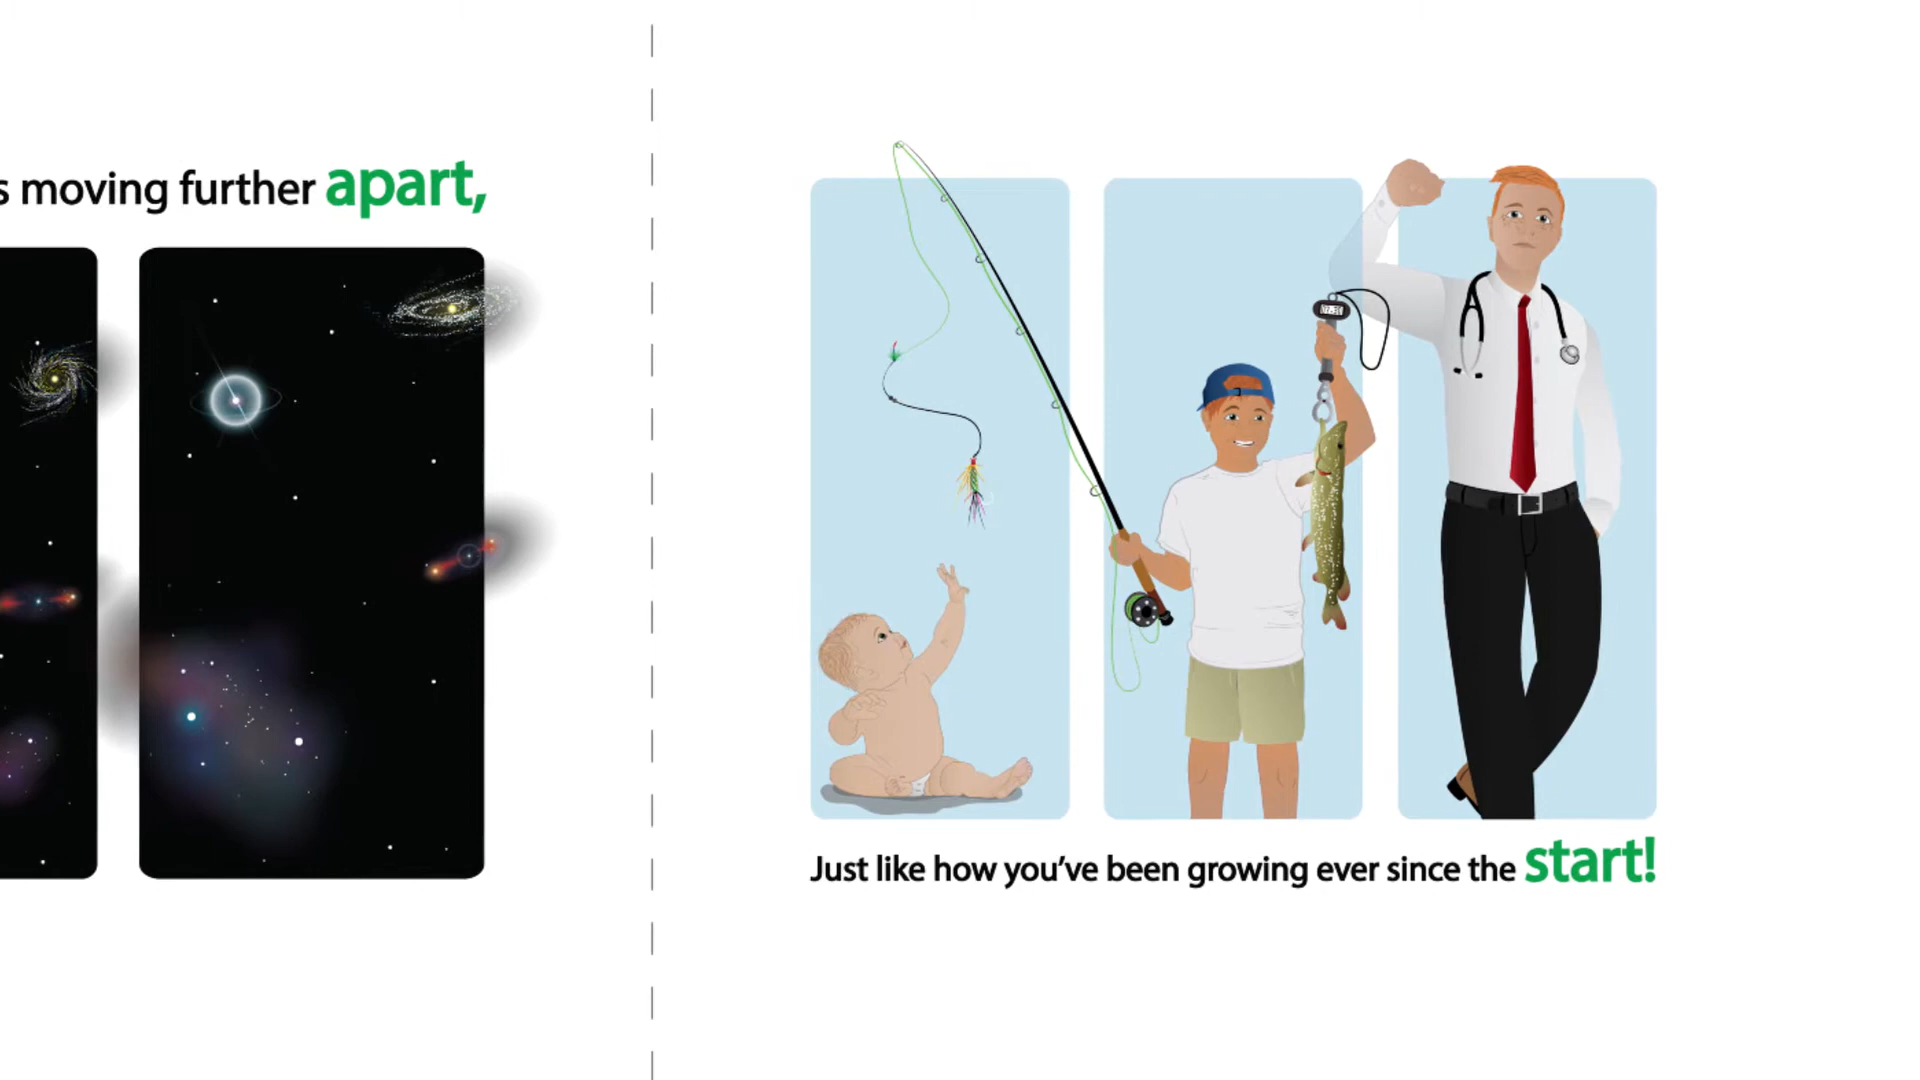 s moving further apart,
Just like how you've been growing ever since the start!